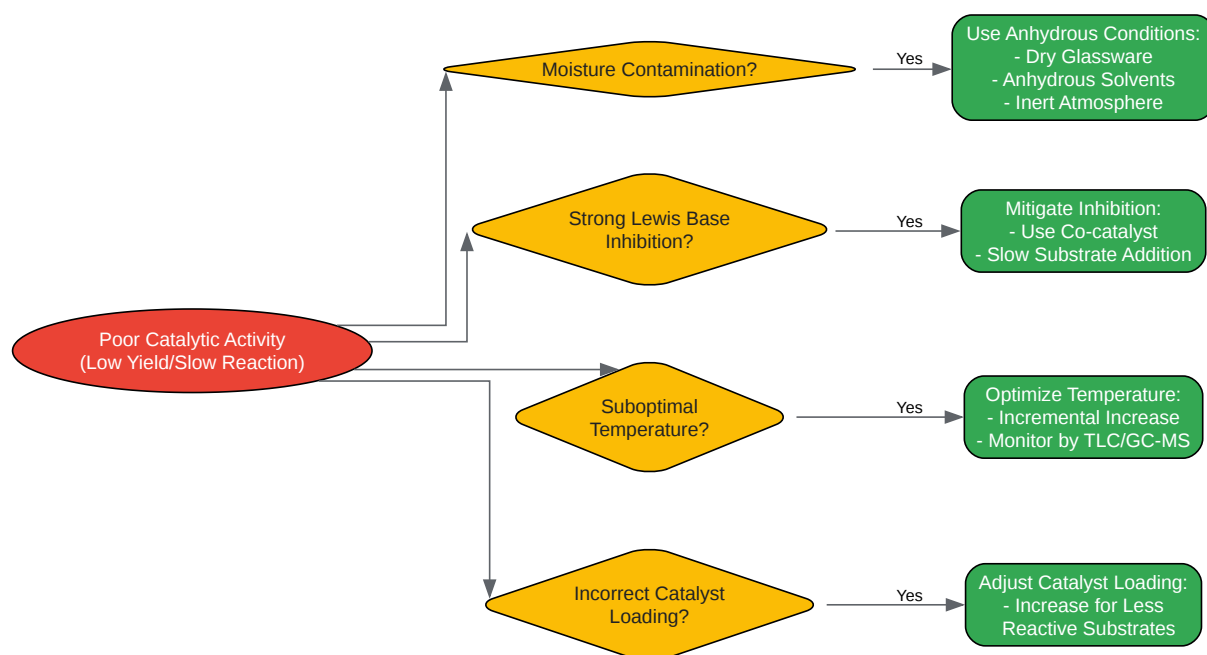 Moisture Contamination?
Yes
Use Anhydrous Conditions:
- Dry Glassware
- Anhydrous Solvents
- Inert Atmosphere
Strong Lewis Base
Inhibition?
Yes
Mitigate Inhibition:
- Use Co-catalyst
- Slow Substrate Addition
Poor Catalytic Activity
(Low Yield/Slow Reaction)
Suboptimal
Temperature?
Yes
Optimize Temperature:
- Incremental Increase
- Monitor by TLC/GC-MS
Incorrect Catalyst
Loading?
Yes
Adjust Catalyst Loading:
- Increase for Less
Reactive Substrates